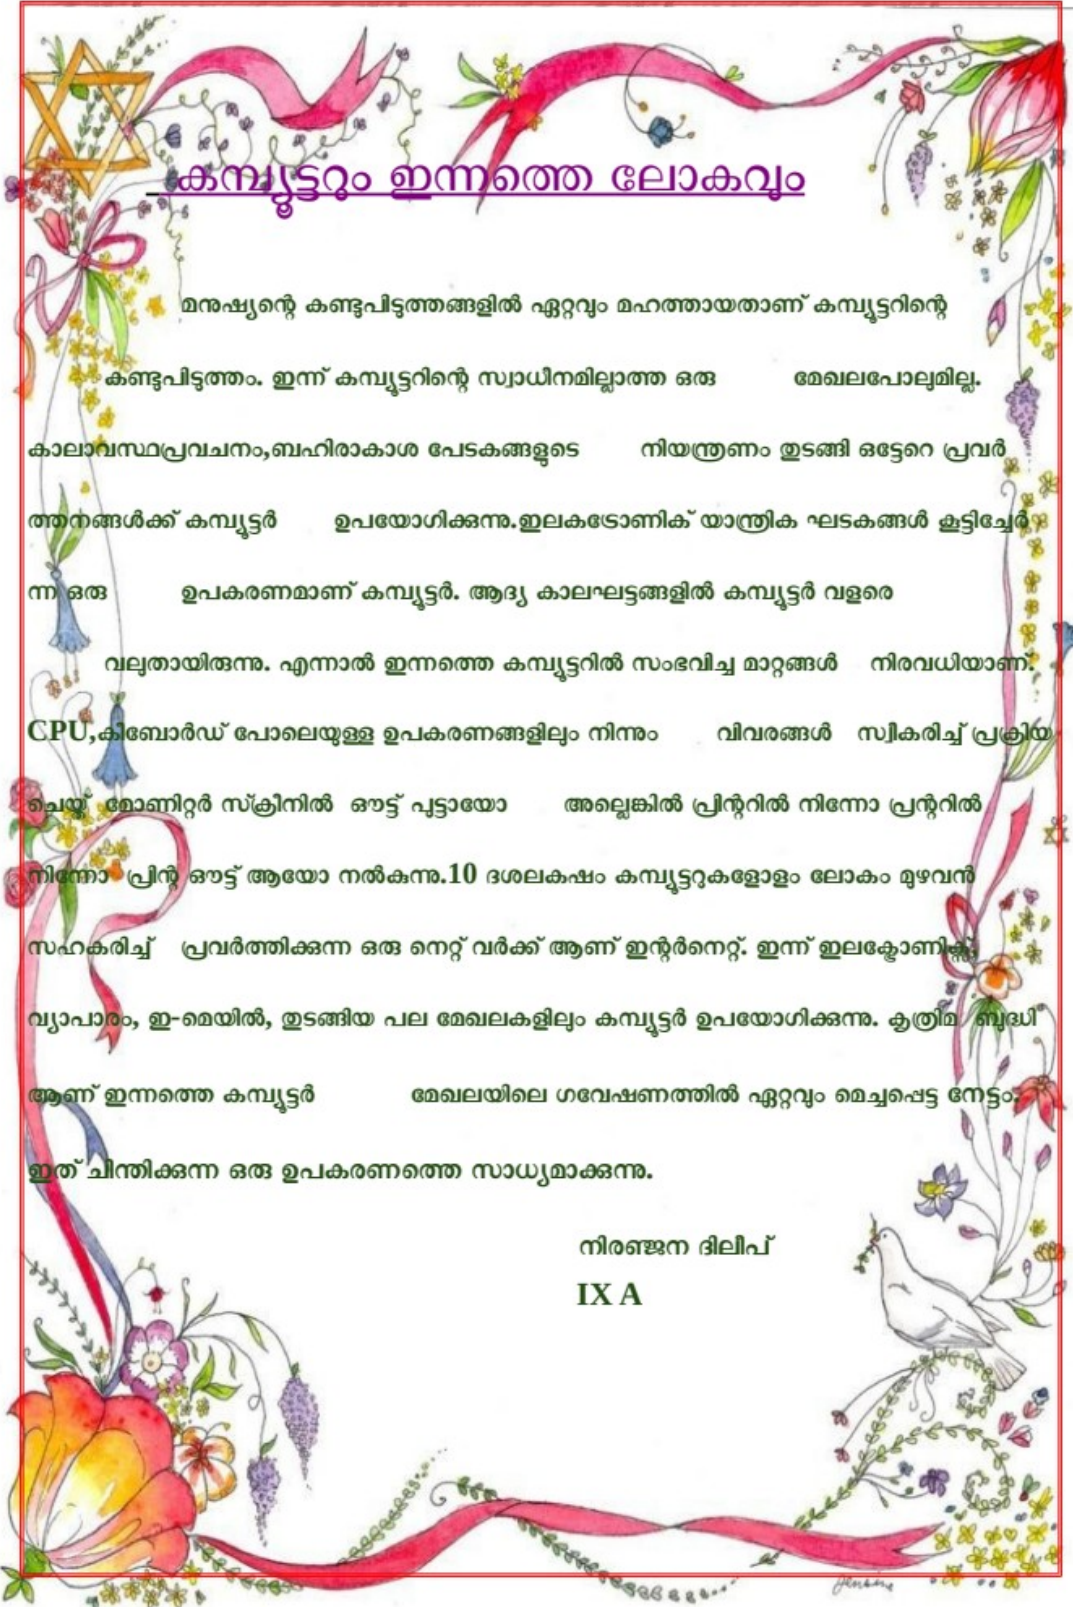 കമ്പ്യൂട്ടറും ഇന്നത്തെ ലോകവും
മനുഷ്യന്റെ കണ്ടുപിടുത്തങ്ങളിൽ ഏറ്റവും മഹത്തായതാണ് കമ്പ്യൂട്ടറിന്റെ
കണ്ടുപിടുത്തം. ഇന്ന് കമ്പ്യൂട്ടറിന്റെ സ്വാധീനമില്ലാത്ത ഒരു മേഖലപോലുമില്ല.
കാലാവസ്ഥപ്രവചനം,ബഹിരാകാശ പേടകങ്ങളുടെ നിയന്ത്രണം തുടങ്ങി ഒട്ടേറെ പ്രവർ
ത്തനങ്ങൾക്ക് കമ്പ്യൂട്ടർ ഉപയോഗിക്കുന്നു.ഇലകട്രോണിക് യാന്ത്രിക ഘടകങ്ങൾ കൂട്ടിച്ചേർ
ന്ന ഒരു ഉപകരണമാണ് കമ്പ്യൂട്ടർ. ആദ്യ കാലഘട്ടങ്ങളിൽ കമ്പ്യൂട്ടർ വളരെ
വലുതായിരുന്നു. എന്നാൽ ഇന്നത്തെ കമ്പ്യൂട്ടറിൽ സംഭവിച്ച മാറ്റങ്ങൾ നിരവധിയാണ്.
CPU,കീബോർഡ് പോലെയുള്ള ഉപകരണങ്ങളിലും നിന്നും വിവരങ്ങൾ സ്വീകരിച്ച് പ്രക്രിയ
ചെയ്ത് മോണിറ്റർ സ്ക്രീനിൽ ഔട്ട് പുട്ടായോ അല്ലെങ്കിൽ പ്രിന്ററിൽ നിന്നോ പ്രന്ററിൽ
നിന്നോ പ്രിന്റ ഔട്ട് ആയോ നൽകുന്നു.10 ദശലകഷം കമ്പ്യൂട്ടറുകളോളം ലോകം മുഴവൻ
സഹകരിച്ച് പ്രവർത്തിക്കുന്ന ഒരു നെറ്റ് വർക്ക് ആണ് ഇന്റർനെറ്റ്. ഇന്ന് ഇലക്ട്രോണിക്സ്,
വ്യാപാരം, ഇ-മെയിൽ, തുടങ്ങിയ പല മേഖലകളിലും കമ്പ്യൂട്ടർ ഉപയോഗിക്കുന്നു. കൃത്രിമ ബുദ്ധി
ആണ് ഇന്നത്തെ കമ്പ്യൂട്ടർ മേഖലയിലെ ഗവേഷണത്തിൽ ഏറ്റവും മെച്ചപ്പെട്ട നേട്ടം.
ഇത് ചിന്തിക്കുന്ന ഒരു ഉപകരണത്തെ സാധ്യമാക്കുന്നു.
നിരഞ്ജന ദിലീപ്
IX A